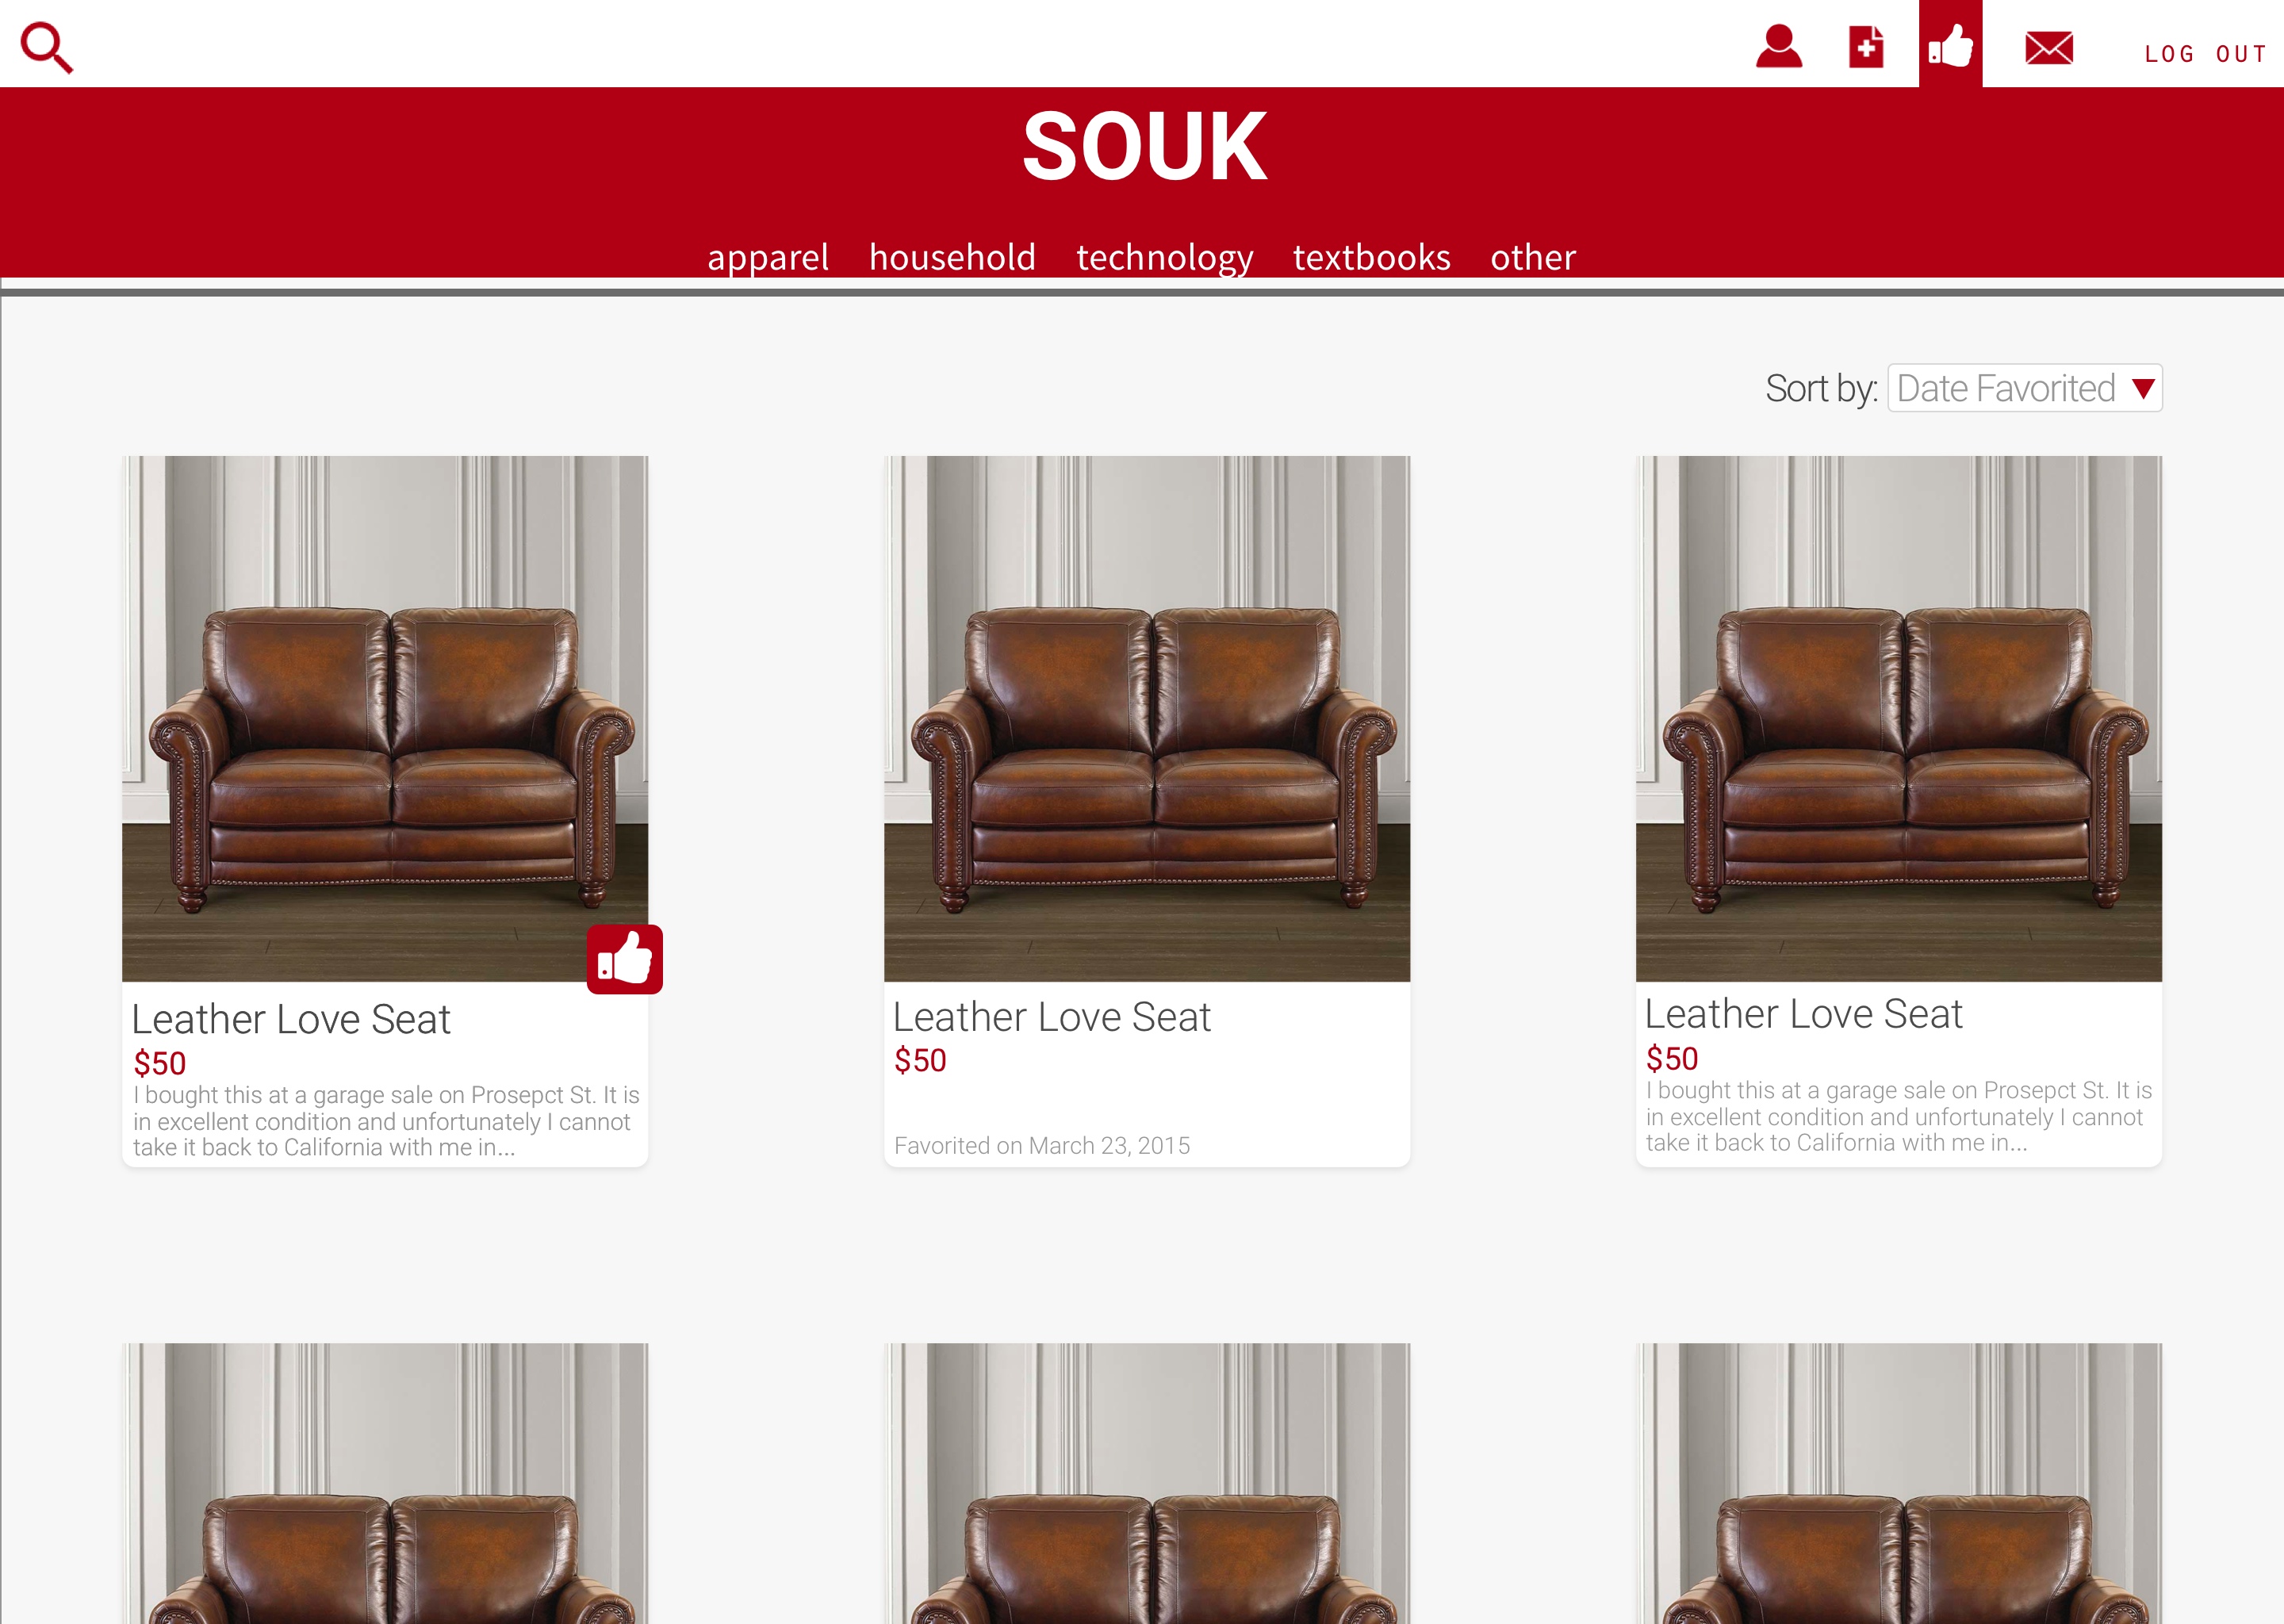 LOG OUT
SOUK
apparel household technology textbooks other
Sort by: Date Favorited
Leather Love Seat
$50
I bought this at a garage sale on Prosepct St. It is
in excellent condition and unfortunately I cannot
take it back to California with me in...
Leather Love Seat
$50
Favorited on March 23, 2015
Leather Love Seat
$50
I bought this at a garage sale on Prosepct St. It is
in excellent condition and unfortunately I cannot
take it back to California with me in...